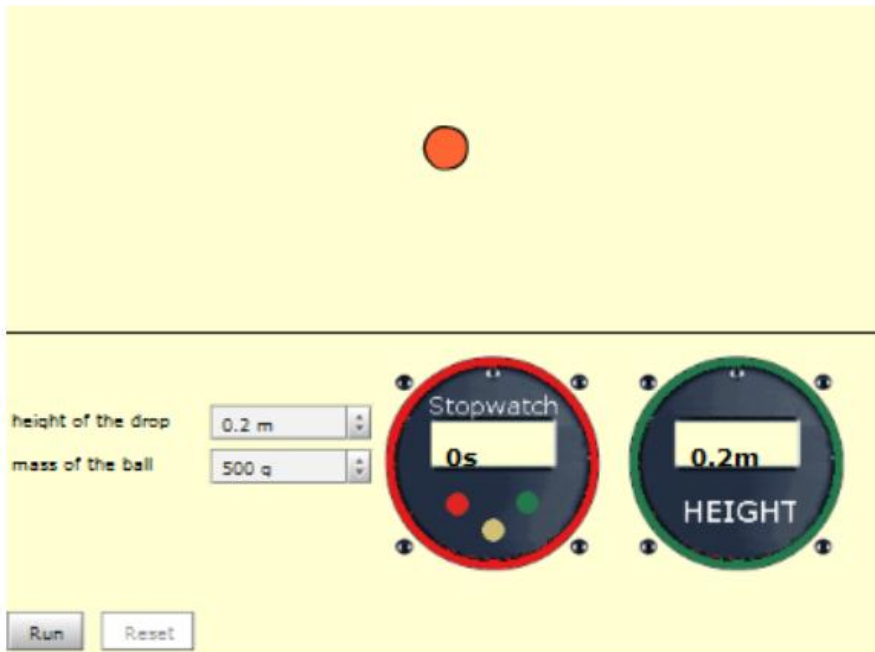 height of the drop 0.2 m
mass of the ball 500 g
Stopwatch
0s
0.2m
HEIGHT
Run Reset